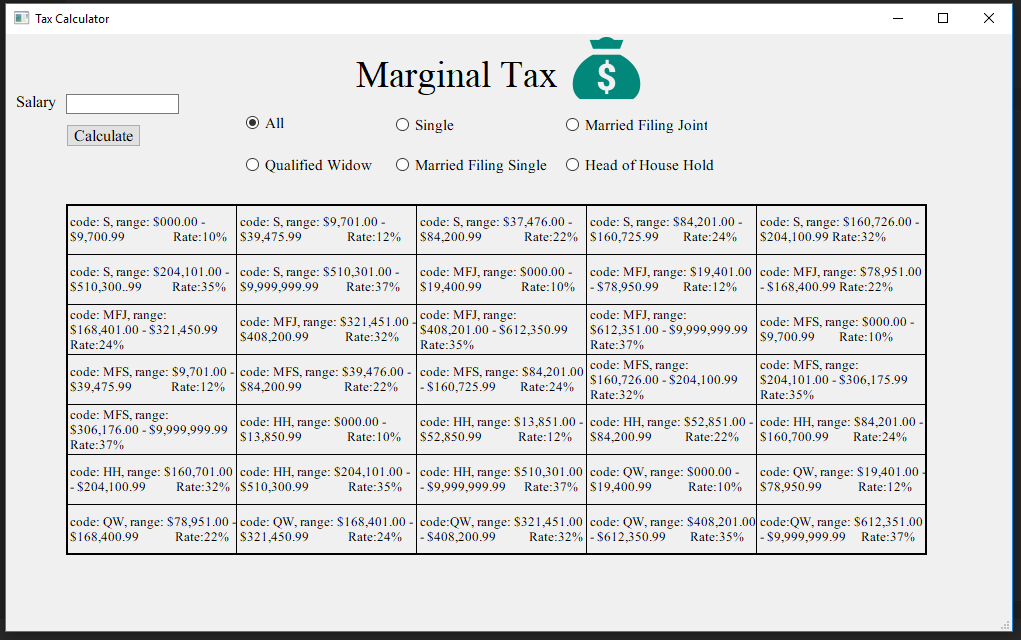 Tax Calculator
Marginal Tax
$
Salary
Calculate
All
Single
Married Filing Joint
Qualified Widow
Married Filing Single
Head of House Hold
code: S, range: $000.00 -
$9,700.99 Rate:10%
code: S, range: $9,701.00 -
$39,475.99 Rate:12%
code: S, range: $37,476.00 -
$84,200.99 Rate:22%
code: S, range: $84,201.00 -
$160,725.99 Rate:24%
code: S, range: $160,726.00 -
$204,100.99 Rate:32%
code: S, range: $204,101.00 -
$510,300..99 Rate:35%
code: S, range: $510,301.00 -
$9,999,999.99 Rate:37%
code: MFJ, range: $000.00 -
$19,400.99 Rate:10%
code: MFJ, range: $19,401.00
- $78,950.99 Rate:12%
code: MFJ, range: $78,951.00
- $168,400.99 Rate:22%
code: MFJ, range:
$168,401.00 - $321,450.99
Rate:24%
code: MFJ, range: $321,451.00 -
$408,200.99 Rate:32%
code: MFJ, range:
$408,201.00 - $612,350.99
Rate:35%
code: MFJ, range:
$612,351.00 - $9,999,999.99
Rate:37%
code: MFS, range: $000.00 -
$9,700.99 Rate:10%
code: MFS, range: $9,701.00 -
$39,475.99 Rate:12%
code: MFS, range: $39,476.00 -
$84,200.99 Rate:22%
code: MFS, range: $84,201.00
- $160,725.99 Rate:24%
code: MFS, range:
$160,726.00 - $204,100.99
Rate:32%
code: MFS, range:
$204,101.00 - $306,175.99
Rate:35%
code: MFS, range:
$306,176.00 - $9,999,999.99
Rate:37%
code: HH, range: $000.00 -
$13,850.99 Rate:10%
code: HH, range: $13,851.00 -
$52,850.99 Rate:12%
code: HH, range: $52,851.00 -
$84,200.99 Rate:22%
code: HH, range: $84,201.00 -
$160,700.99 Rate:24%
code: HH, range: $160,701.00
- $204,100.99 Rate:32%
code: HH, range: $204,101.00 -
$510,300.99 Rate:35%
code: HH, range: $510,301.00
- $9,999,999.99 Rate:37%
code: QW, range: $000.00 -
$19,400.99 Rate:10%
code: QW, range: $19,401.00 -
$78,950.99 Rate:12%
code: QW, range: $78,951.00 -
$168,400.99 Rate:22%
code: QW, range: $168,401.00 -
$321,450.99 Rate:24%
code:QW, range: $321,451.00
- $408,200.99 Rate:32%
code: QW, range: $408,201.00
- $612,350.99 Rate:35%
code:QW, range: $612,351.00
- $9,999,999.99 Rate:37%